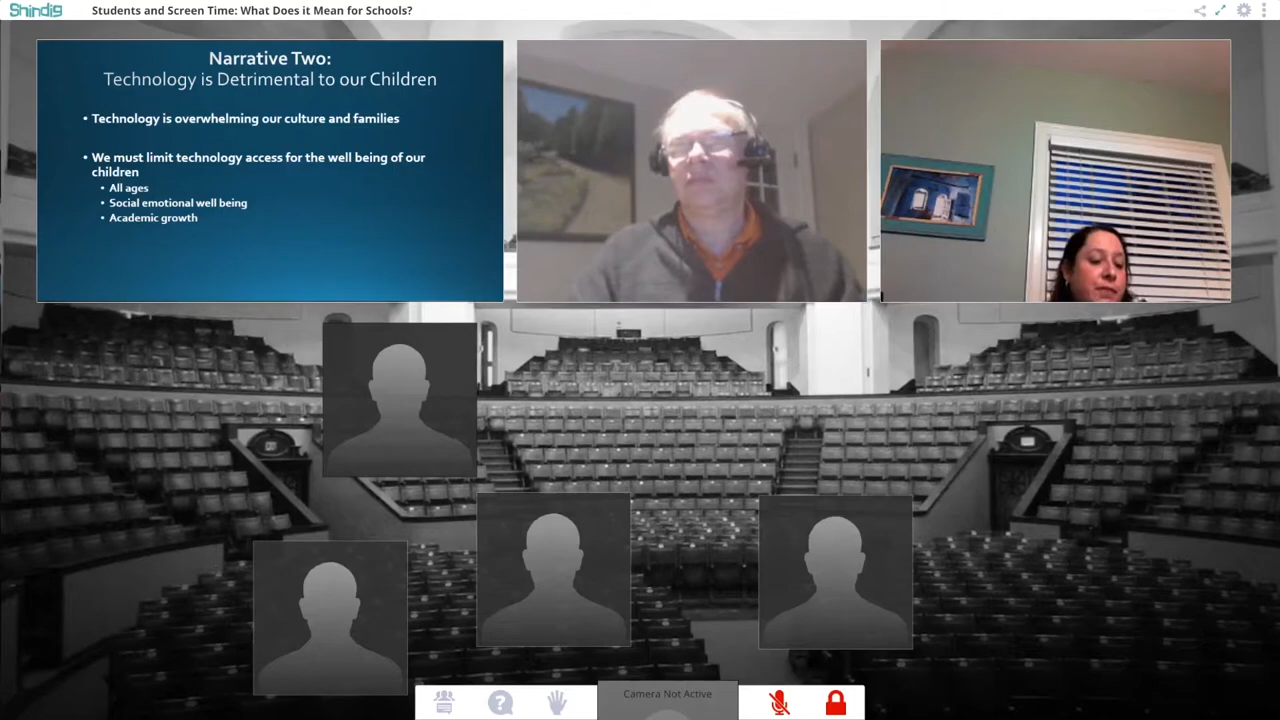 Shindig
Students and Screen Time: What Does it Mean for Schools?
Narrative Two:
Technology is Detrimental to our Children
• Technology is overwhelming our culture and families
• We must limit technology access for the well being of our
children
• All ages
• Social emotional well being
• Academic growth
Camera Not Active